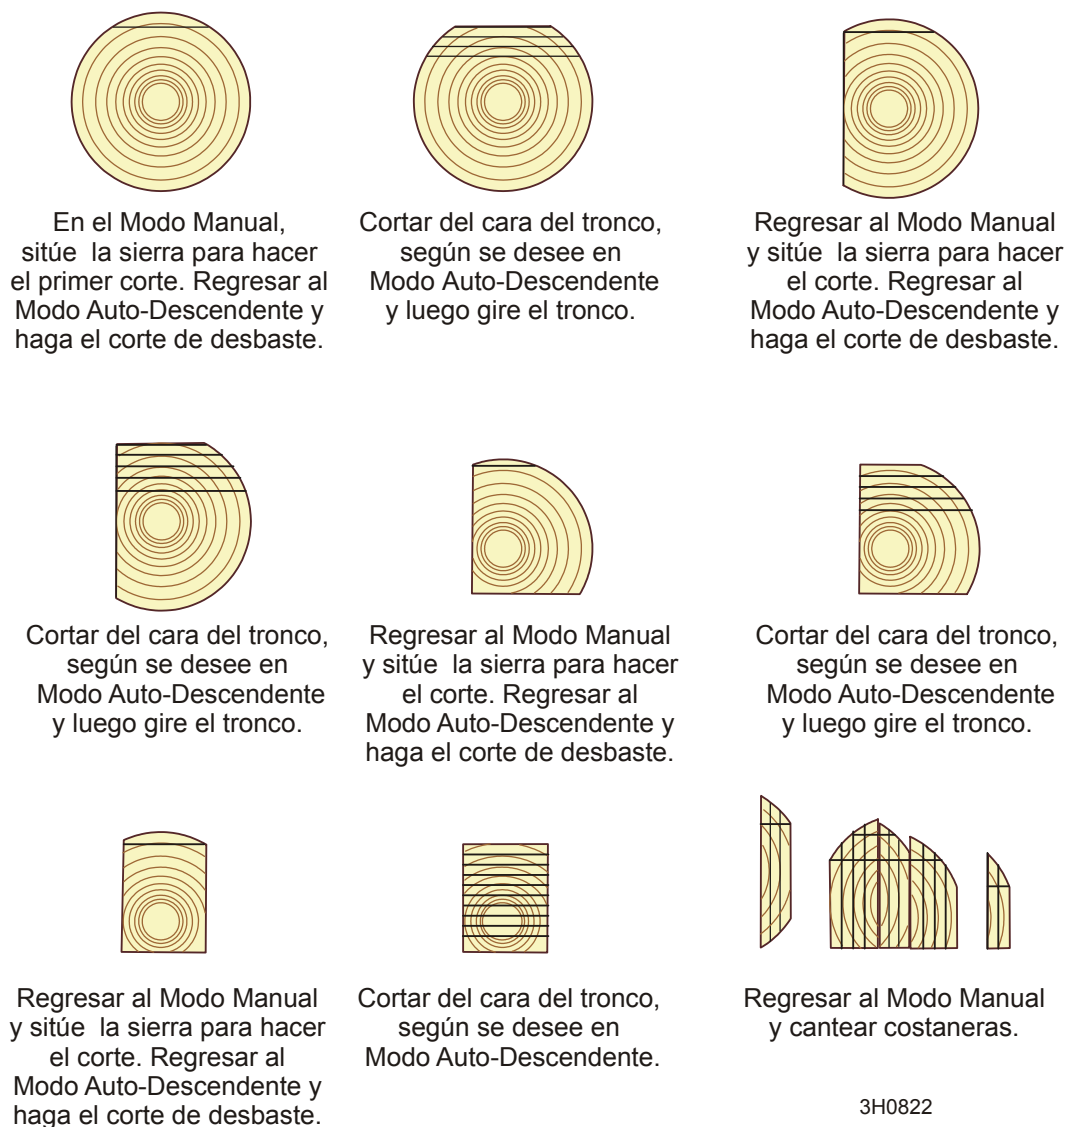 En el Modo Manual,
sitúe  la sierra para hacer
el primer corte. Regresar al
Modo Auto-Descendente y
haga el corte de desbaste.
Cortar del cara del tronco,
según se desee en
Modo Auto-Descendente
y luego gire el tronco.
Regresar al Modo Manual
y sitúe  la sierra para hacer
el corte. Regresar al
Modo Auto-Descendente y
haga el corte de desbaste.
Cortar del cara del tronco,
según se desee en
Modo Auto-Descendente
y luego gire el tronco.
Regresar al Modo Manual
y sitúe  la sierra para hacer
el corte. Regresar al
Modo Auto-Descendente y
haga el corte de desbaste.
Cortar del cara del tronco,
según se desee en
Modo Auto-Descendente
y luego gire el tronco.
Regresar al Modo Manual
y sitúe  la sierra para hacer
el corte. Regresar al
Modo Auto-Descendente y
haga el corte de desbaste.
Cortar del cara del tronco,
según se desee en
Modo Auto-Descendente.
Regresar al Modo Manual
y cantear costaneras.
3H0822